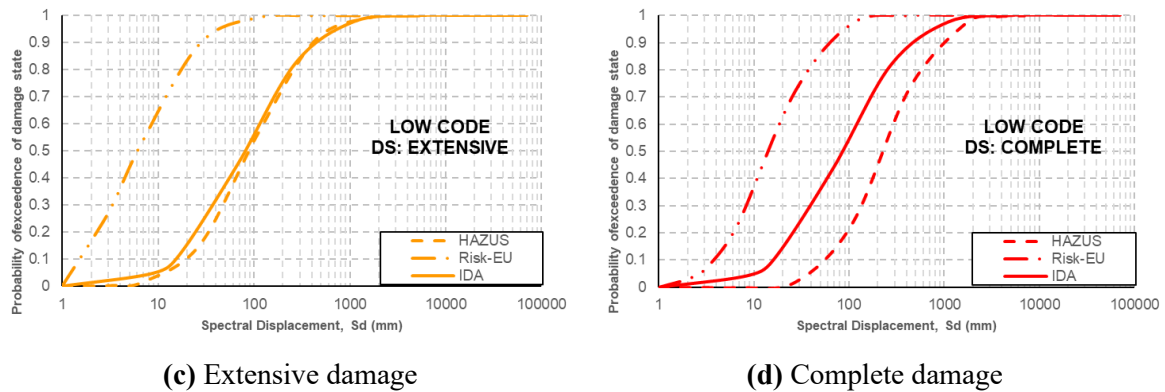 1
0.9
0.8
0.7
0.6
0.5
0.4
0.3
0.2
0.1
0
Probability ofexceedence of damage state
LOW CODE
DS: EXTENSIVE
HAZUS
Risk-EU
IDA
1 10 100 1000 10000 100000
Spectral Displacement, Sd (mm)
(c) Extensive damage
1
0.9
0.8
0.7
0.6
0.5
0.4
0.3
0.2
0.1
0
Probability ofexceedence of damage state
LOW CODE
DS: COMPLETE
HAZUS
Risk-EU
IDA
1 10 100 1000 10000 100000
Spectral Displacement, Sd (mm)
(d) Complete damage